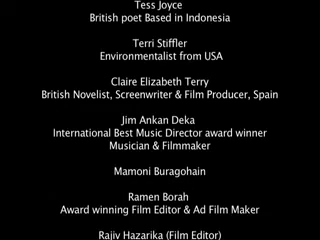 Tess Joyce
British poet Based in Indonesia
Terri Stiffler
Environmentalist from USA
Claire Elizabeth Terry
British Novelist, Screenwriter & Film Producer, Spain
Jim Ankan Deka
International Best Music Director award winner
Musician & Filmmaker
Mamoni Buragohain
Ramen Borah
Award winning Film Editor & Ad Film Maker
Rajiv Hazarika (Film Editor)